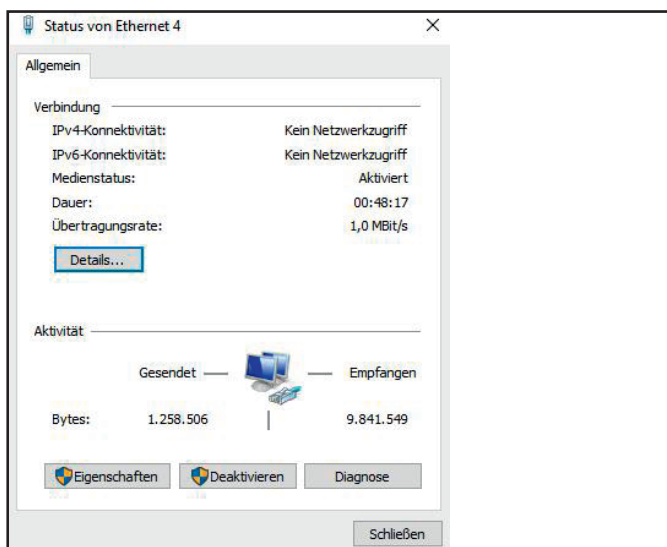 Status von Ethernet 4
Allgemein
Verbindung
IPv4-Konnektivität: Kein Netzwerkzugriff
IPv6-Konnektivität: Kein Netzwerkzugriff
Medienstatus: Aktiviert
Dauer: 00:48:17
Übertragungsrate: 1,0 MBit/s
Details...
Aktivität
Gesendet Empfangen
Bytes: 1.258.506 9.841.549
Eigenschaften Deaktivieren Diagnose
Schließen